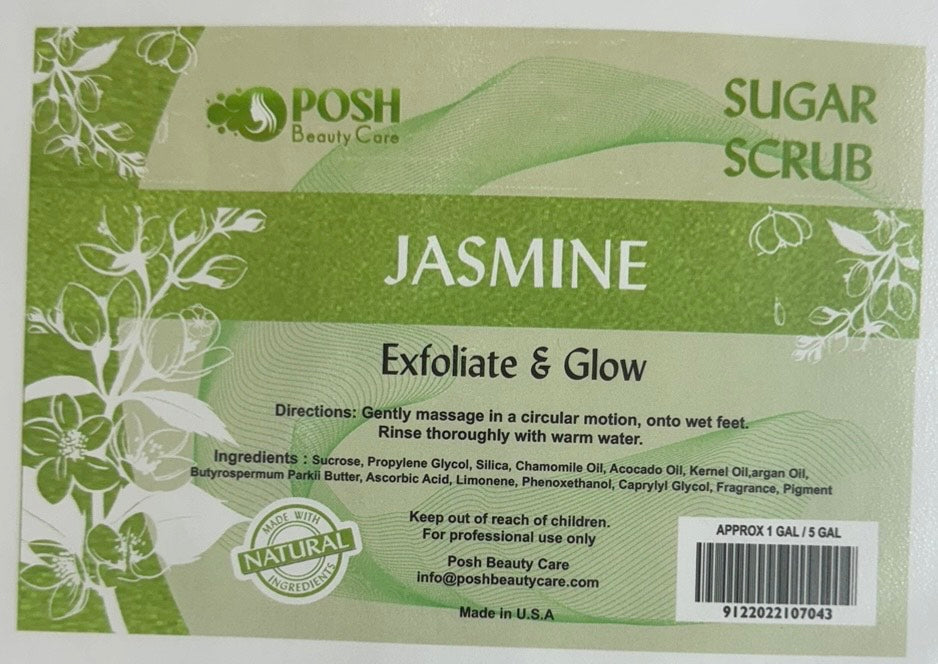 POSH
Beauty Care
SUGAR
SCRUB
JASMINE
Exfoliate & Glow
Directions: Gently massage in a circular motion, onto wet feet.
Rinse thoroughly with warm water.
Ingredients : Sucrose, Propylene Glycol, Silica, Chamomile Oil, Acocado Oil, Kernel Oil,argan Oil,
Butyrospermum Parkii Butter, Ascorbic Acid, Limonene, Phenoxethanol, Caprylyl Glycol, Fragrance, Pigment
MADE WITH
NATURAL
INGREDIENTS
Keep out of reach of children.
For professional use only
Posh Beauty Care
info@poshbeautycare.com
Made in U.S.A
APPROX 1 GAL / 5 GAL
9122022107043